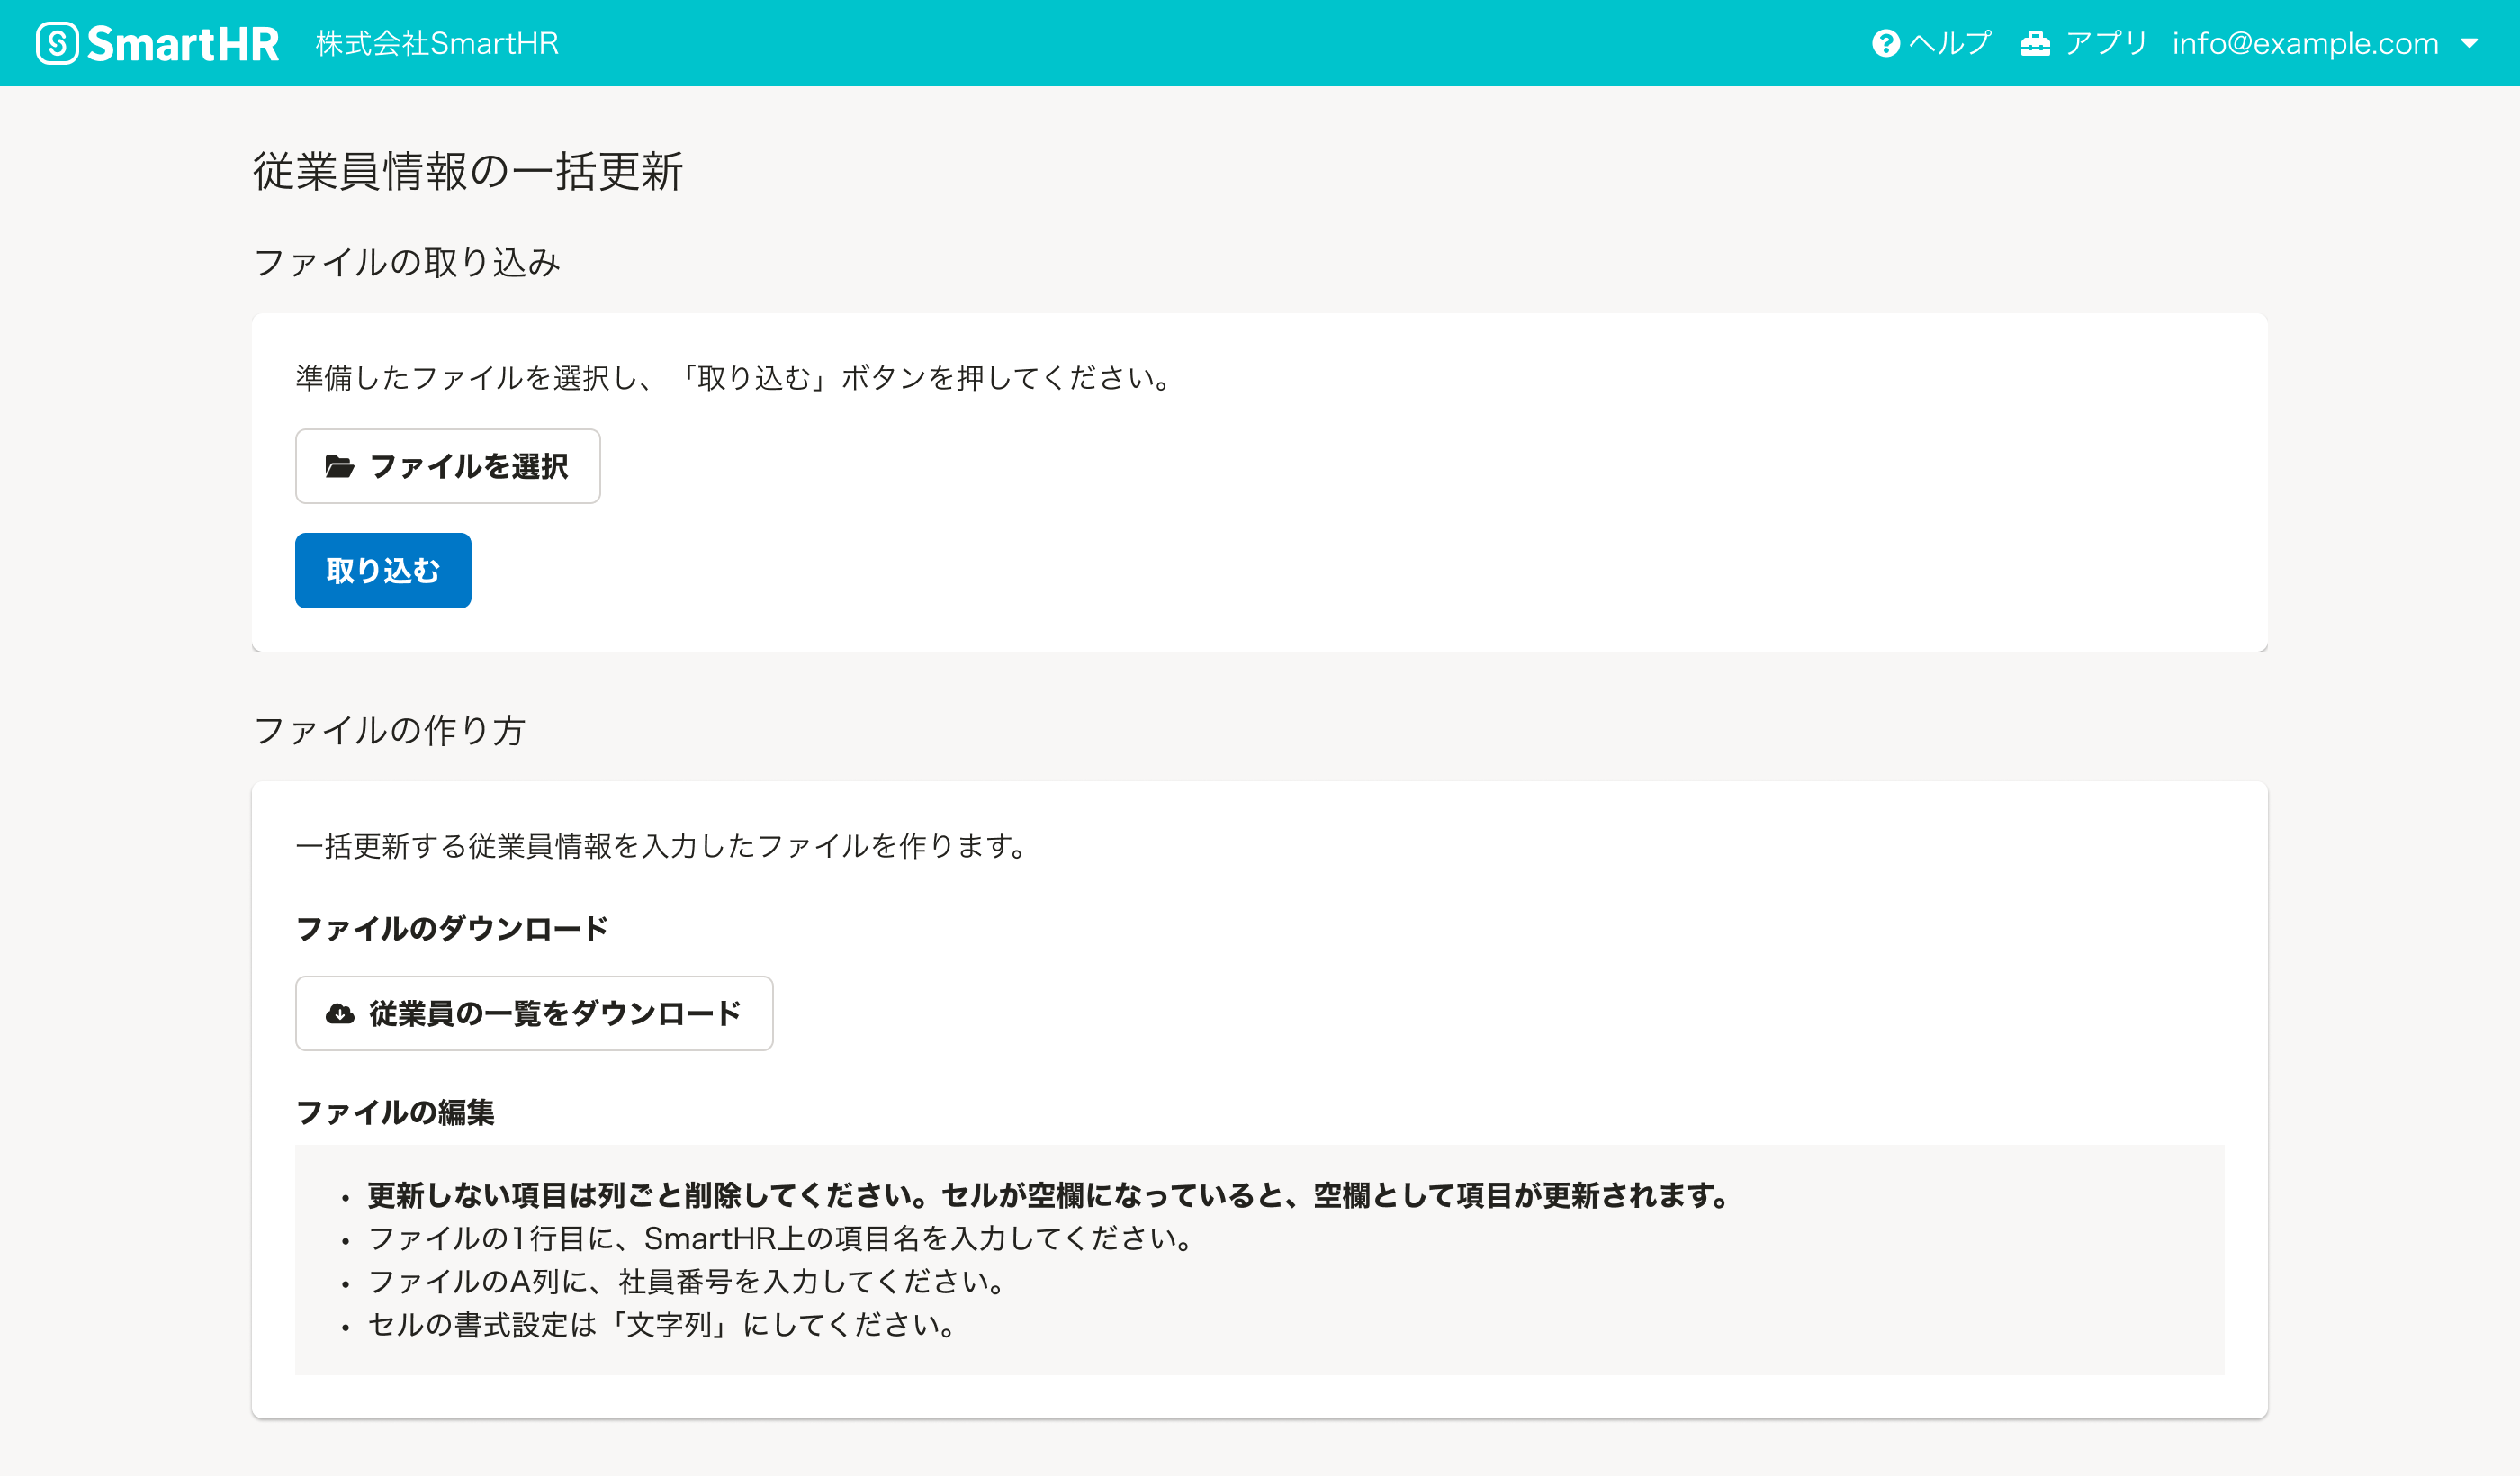 SmartHR 株式会社SmartHR ヘルプ アプリ info@example.com
従業員情報の一括更新
ファイルの取り込み
準備したファイルを選択し、「取り込む」ボタンを押してください。
ファイルを選択
取り込む
ファイルの作り方
一括更新する従業員情報を入力したファイルを作ります。
ファイルのダウンロード
従業員の一覧をダウンロード
ファイルの編集
・更新しない項目は列ごと削除してください。セルが空欄になっていると、空欄として項目が更新されます。
・ファイルの1行目に、SmartHR上の項目名を入力してください。
・ファイルのA列に、社員番号を入力してください。
・セルの書式設定は「文字列」にしてください。